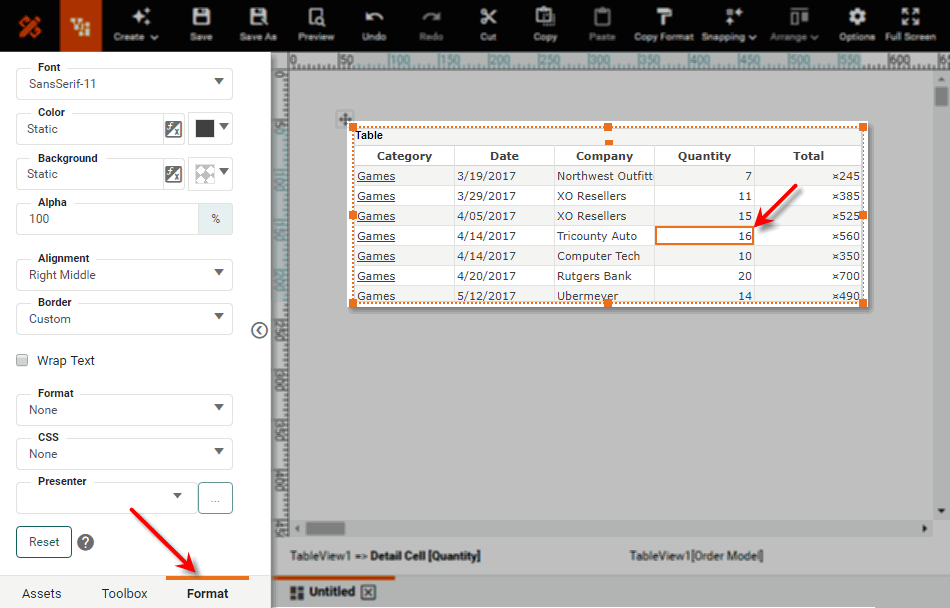 Create Save Save As Preview Undo Redo Cut Copy Paste Copy Format Snapping Arrange Options Full Screen
Font
SansSerif-11
Color
Static
Background
Static
Alpha
100 %
Alignment
Right Middle
Border
Custom
Wrap Text
Format
None
CSS
None
Presenter
...
Reset ?
Assets Toolbox Format
0 50 100 150 200 250 300 350 400 450 500 550 600
Table
Category Date Company Quantity Total
Games 3/19/2017 Northwest Outfitt 7 ¤245
Games 3/29/2017 XO Resellers 11 ¤385
Games 4/05/2017 XO Resellers 15 ¤525
Games 4/14/2017 Tricounty Auto 16 ¤560
Games 4/14/2017 Computer Tech 10 ¤350
Games 4/20/2017 Rutgers Bank 20 ¤700
Games 5/12/2017 Ubermeyer 14 ¤490
TableView1 => Detail Cell [Quantity] TableView1[Order Model]
Untitled